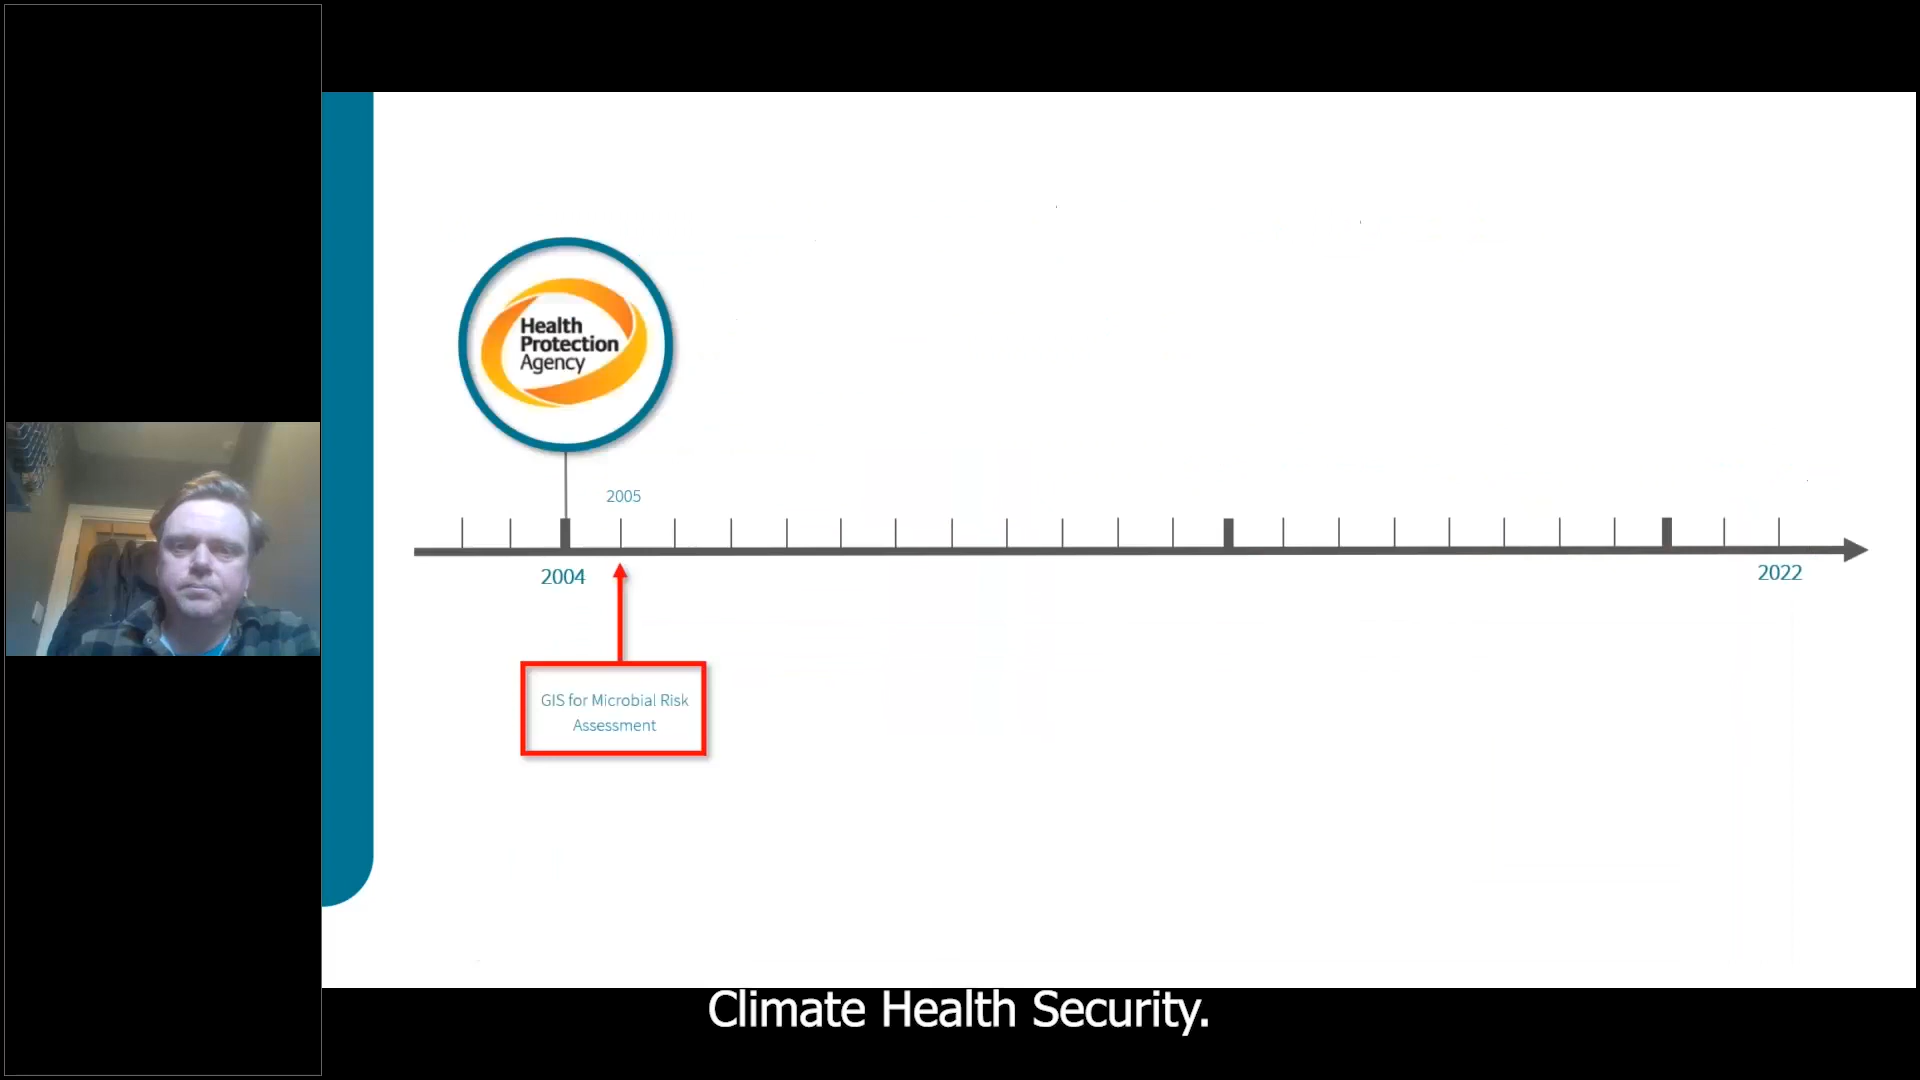 Health
Protection
Agency
2005
2004
2022
GIS for Microbial Risk
Assessment
Climate Health Security.